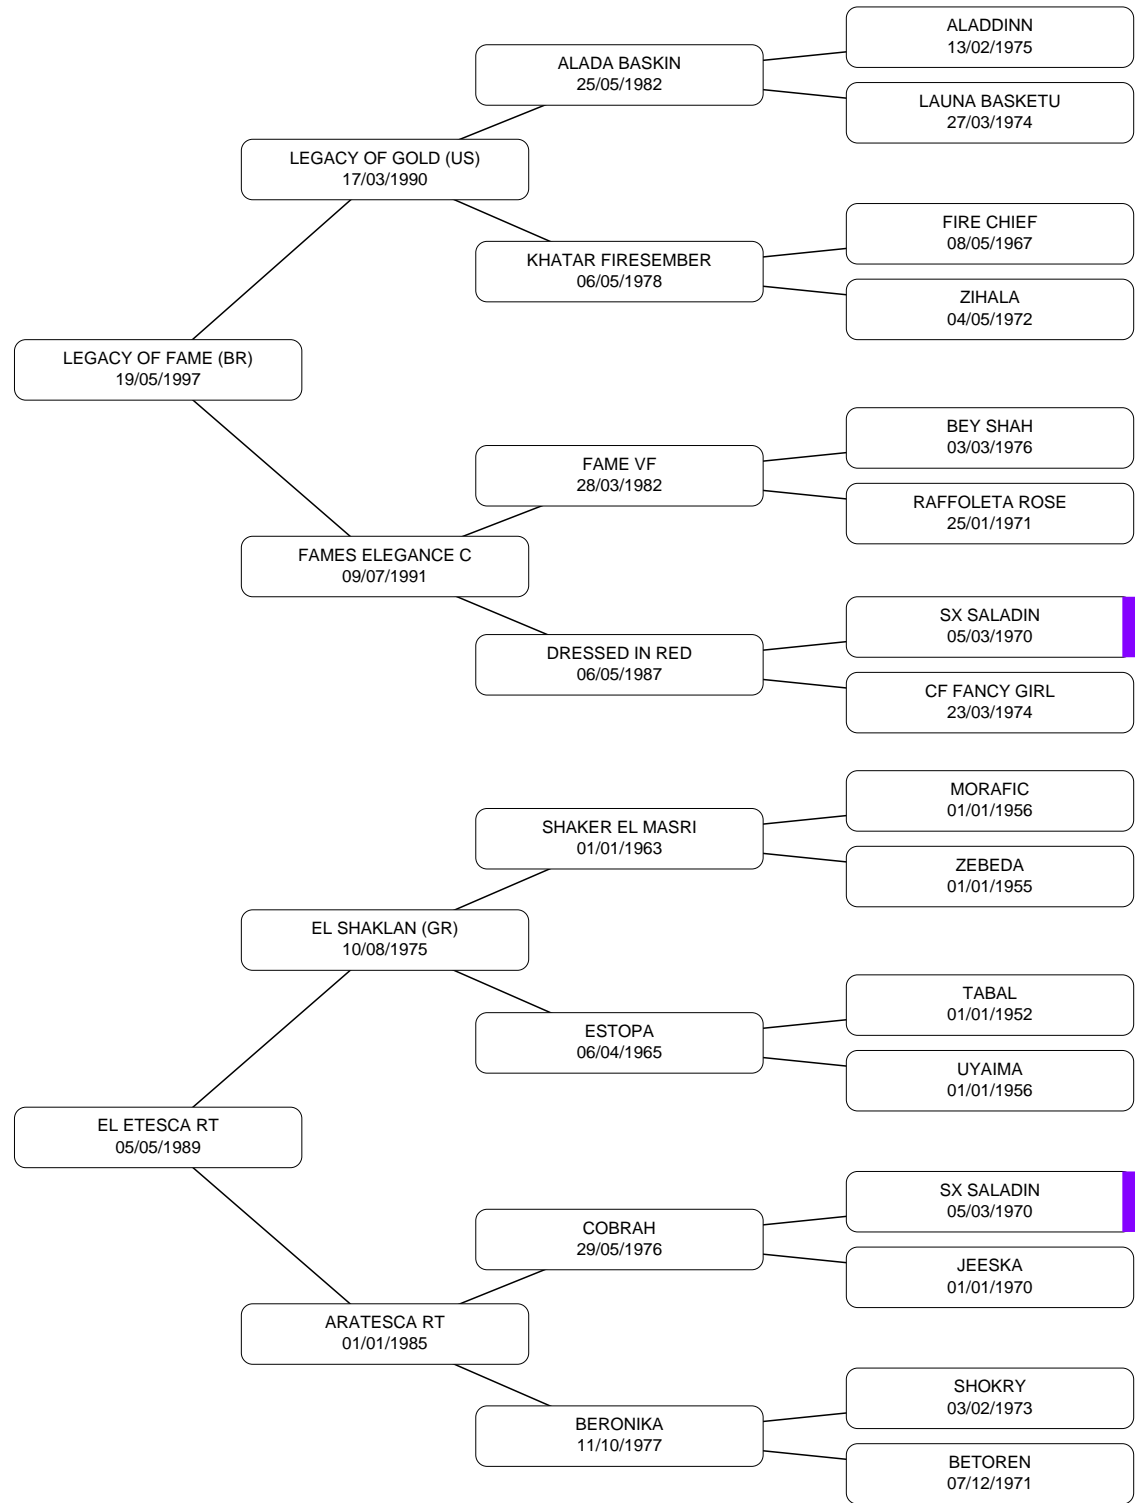 ALADDINN
13/02/1975
ALADA BASKIN
25/05/1982
LAUNA BASKETU
27/03/1974
LEGACY OF GOLD (US)
17/03/1990
FIRE CHIEF
08/05/1967
KHATAR FIRESEMBER
06/05/1978
ZIHALA
04/05/1972
LEGACY OF FAME (BR)
19/05/1997
BEY SHAH
03/03/1976
FAME VF
28/03/1982
RAFFOLETA ROSE
25/01/1971
FAMES ELEGANCE C
09/07/1991
SX SALADIN
05/03/1970
DRESSED IN RED
06/05/1987
CF FANCY GIRL
23/03/1974
MORAFIC
01/01/1956
SHAKER EL MASRI
01/01/1963
ZEBEDA
01/01/1955
EL SHAKLAN (GR)
10/08/1975
TABAL
01/01/1952
ESTOPA
06/04/1965
UYAIMA
01/01/1956
EL ETESCA RT
05/05/1989
SX SALADIN
05/03/1970
COBRAH
29/05/1976
JEESKA
01/01/1970
ARATESCA RT
01/01/1985
SHOKRY
03/02/1973
BERONIKA
11/10/1977
BETOREN
07/12/1971